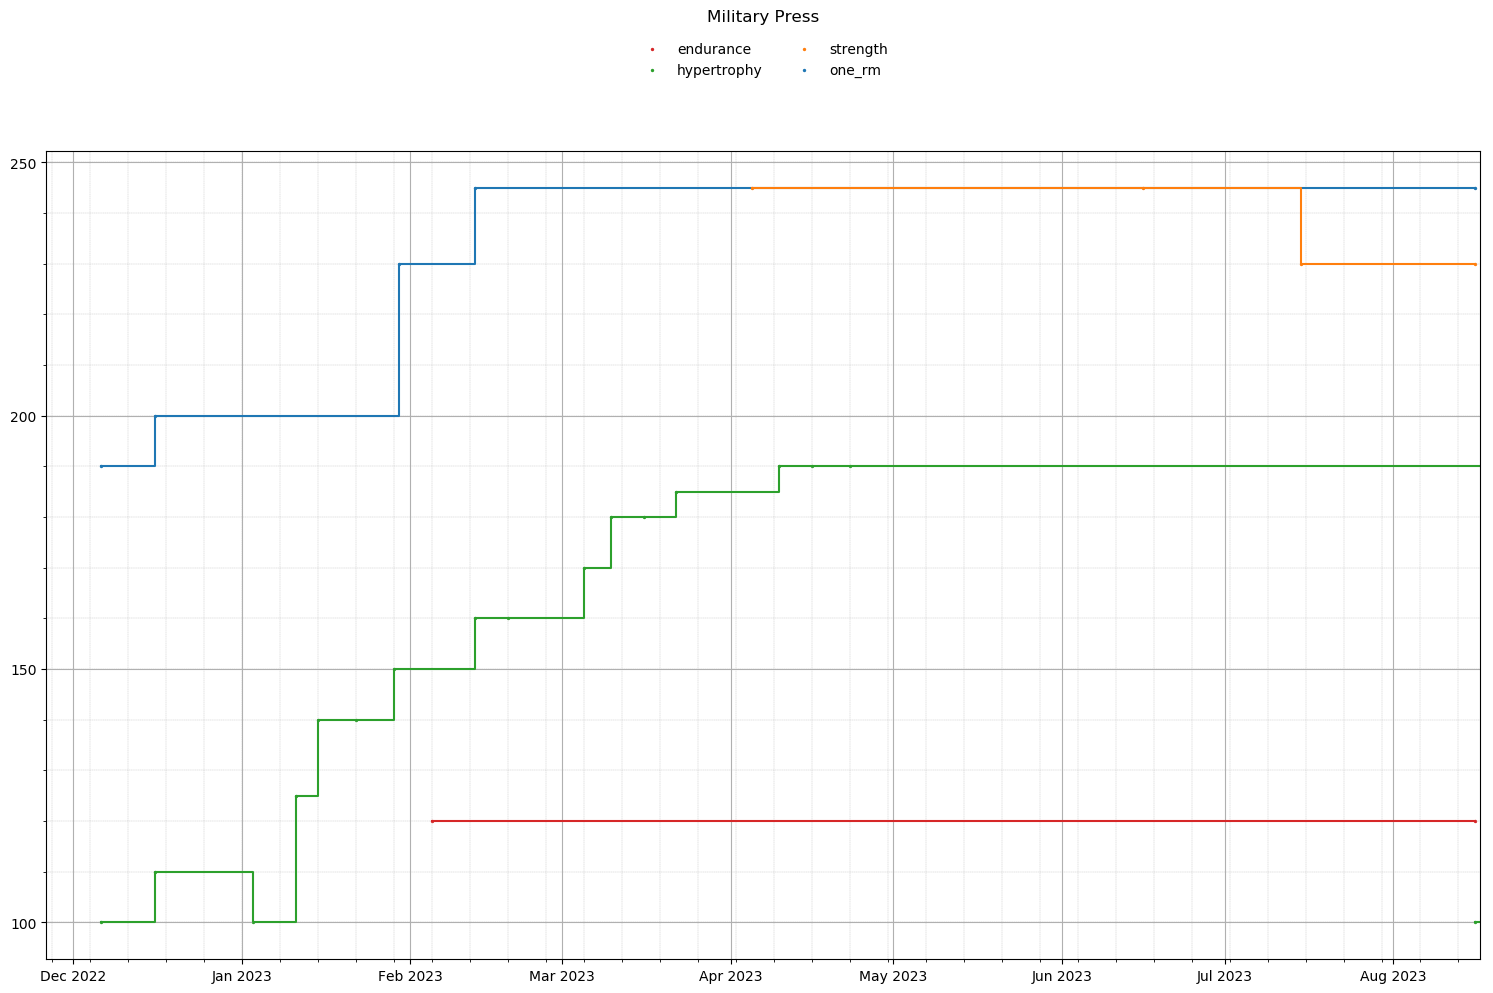 Military Press
endurance strength
hypertrophy one_rm
250
200
150
100
Dec 2022 Jan 2023 Feb 2023 Mar 2023 Apr 2023 May 2023 Jun 2023 Jul 2023 Aug 2023